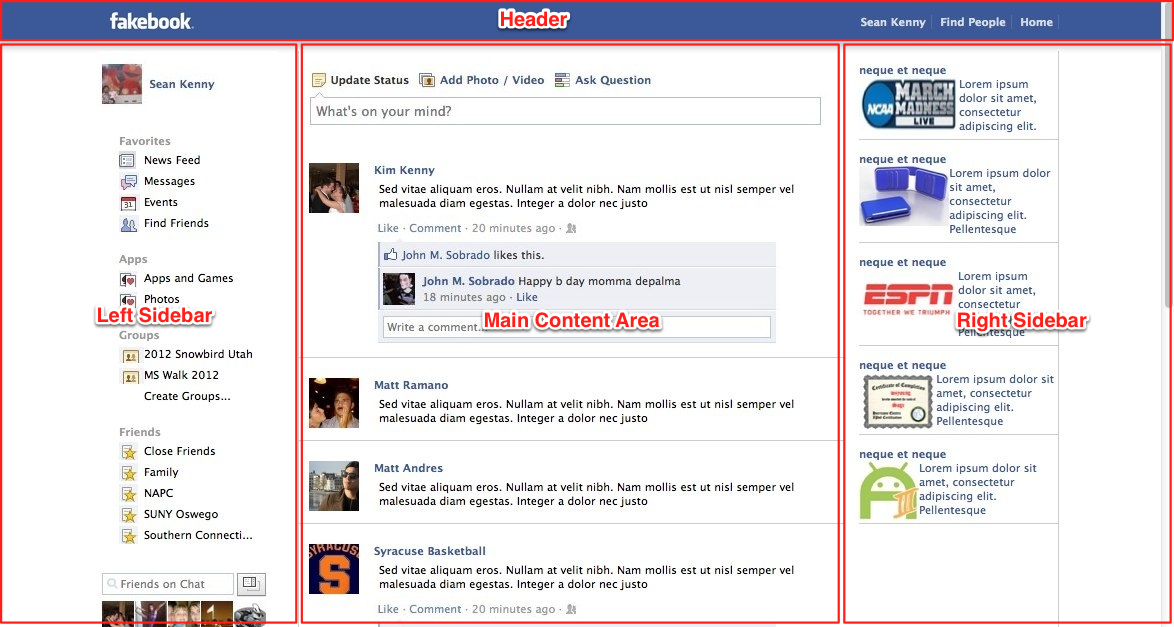 fakebook.
Header
Sean Kenny
Find People
Home
Sean Kenny
Favorites
News Feed
Messages
31
Events
Find Friends
Apps
Apps and Games
Photos
Left Sidebar
Groups
2012 Snowbird Utah
MS Walk 2012
Create Groups...
Friends
Close Friends
Family
NAPC
SUNY Oswego
Southern Connecti...
Friends on Chat
Update Status
Add Photo / Video
Ask Question
What's on your mind?
Kim Kenny
Sed vitae aliquam eros. Nullam at velit nibh. Nam mollis est ut nisl semper vel
malesuada diam egestas. Integer a dolor nec justo
Like · Comment · 20 minutes ago ·
John M. Sobrado likes this.
John M. Sobrado Happy b day momma depalma
18 minutes ago · Like
Write a comment...
Main Content Area
Matt Ramano
Sed vitae aliquam eros. Nullam at velit nibh. Nam mollis est ut nisl semper vel
malesuada diam egestas. Integer a dolor nec justo
Matt Andres
Sed vitae aliquam eros. Nullam at velit nibh. Nam mollis est ut nisl semper vel
malesuada diam egestas. Integer a dolor nec justo
SYRACUSE
S
Syracuse Basketball
Sed vitae aliquam eros. Nullam at velit nibh. Nam mollis est ut nisl semper vel
malesuada diam egestas. Integer a dolor nec justo
Like · Comment · 20 minutes ago ·
neque et neque
NCAA
MARCH
MADNESS
LIVE
Lorem ipsum
dolor sit amet,
consectetur
adipiscing elit.
neque et neque
Lorem ipsum dolor
sit amet,
consectetur
adipiscing elit.
Pellentesque
neque et neque
ESPN
TOGETHER WE TRIUMPH
Lorem ipsum
dolor sit amet,
consectetur
Right Sidebar
Pellentesque
neque et neque
Certificate of Completion
Lorem ipsum dolor sit
amet, consectetur
adipiscing elit.
Pellentesque
neque et neque
Lorem ipsum dolor sit
amet, consectetur
adipiscing elit.
Pellentesque